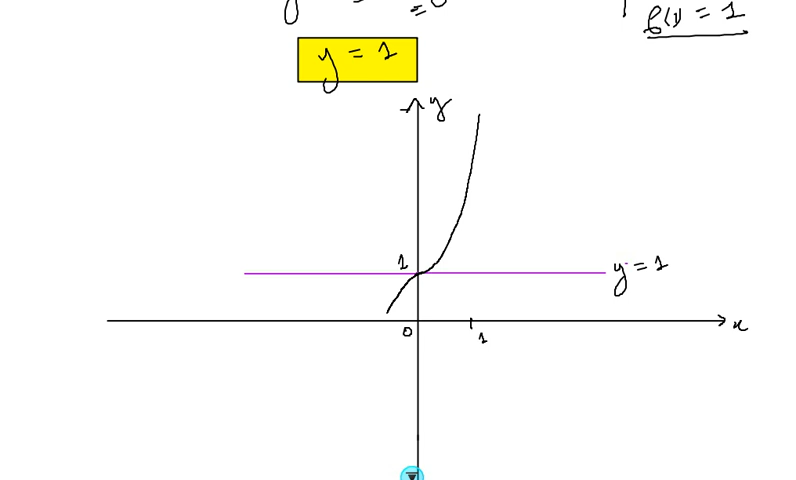 y = 1
f(1) = 1
y
1
y = 1
0
1
x